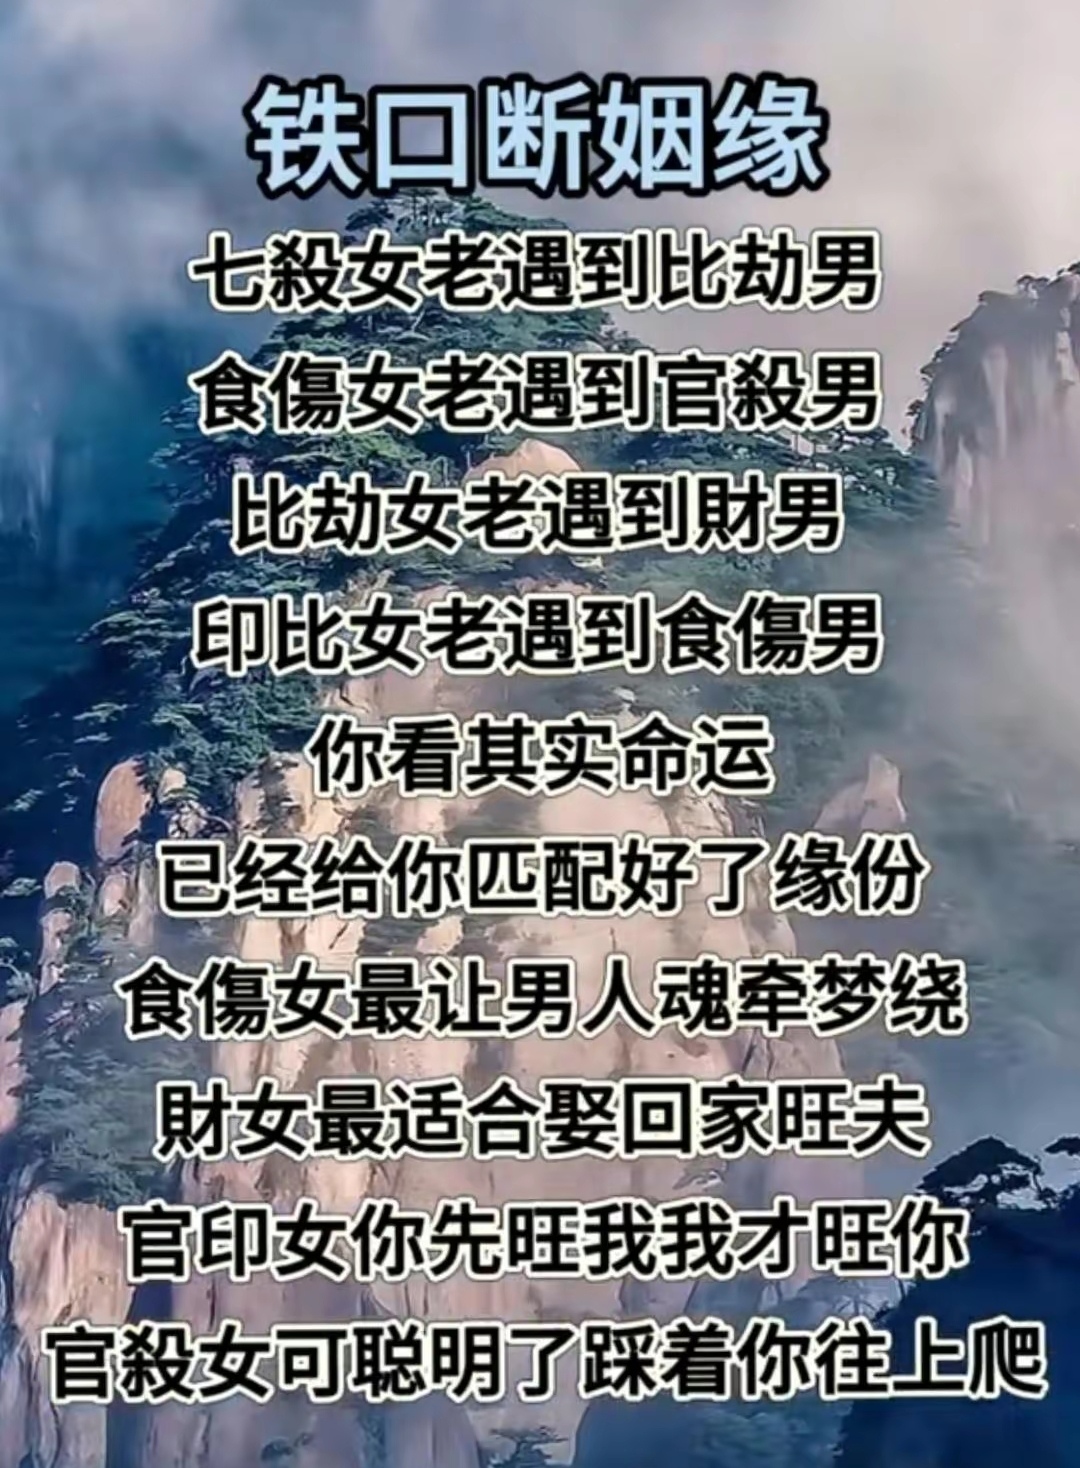 铁口断姻缘
七殺女老遇到比劫男
食傷女老遇到官殺男
比劫女老遇到財男
印比女老遇到食傷男
你看其实命运
已经给你匹配好了缘份
食傷女最让男人魂牵梦绕
財女最适合娶回家旺夫
官印女你先旺我我才旺你
官殺女可聪明了踩着你往上爬